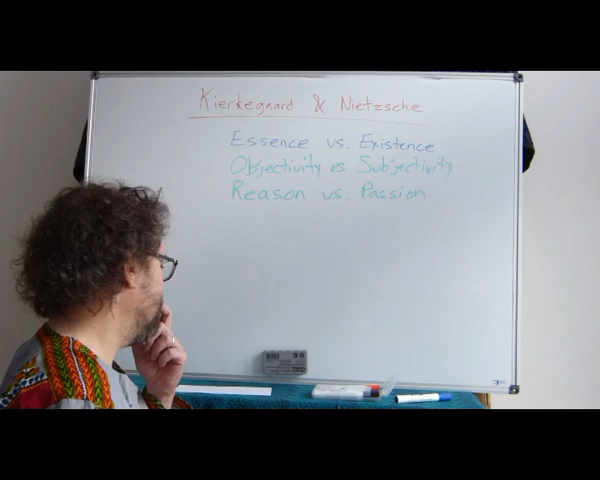 Kierkegaard & Nietzsche
Essence vs. Existence
Objectivity vs Subjectivity
Reason vs. Passion